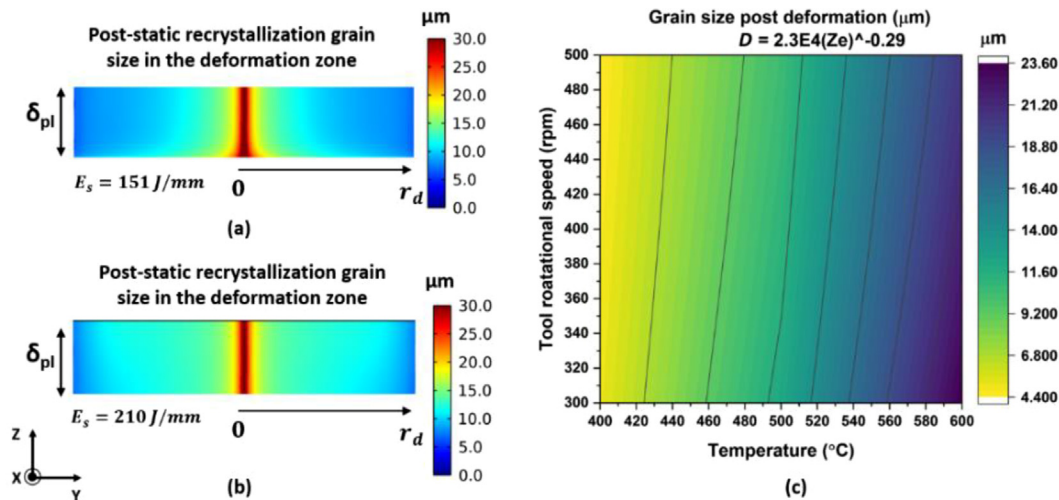 Post-static recrystallization grain
size in the deformation zone
μm
30.0
25.0
20.0
15.0
10.0
5.0
0.0
δpl
Es = 151 J/mm
0
rd
(a)
Post-static recrystallization grain
size in the deformation zone
μm
30.0
25.0
20.0
15.0
10.0
5.0
0.0
δpl
Es = 210 J/mm
0
rd
Z
X
Y
(b)
Grain size post deformation (μm)
D = 2.3E4(Ze)^-0.29
μm
500
480
460
440
420
400
380
360
340
320
300
Tool roatational speed (rpm)
400 420 440 460 480 500 520 540 560 580 600
Temperature (°C)
23.60
21.20
18.80
16.40
14.00
11.60
9.200
6.800
4.400
(c)